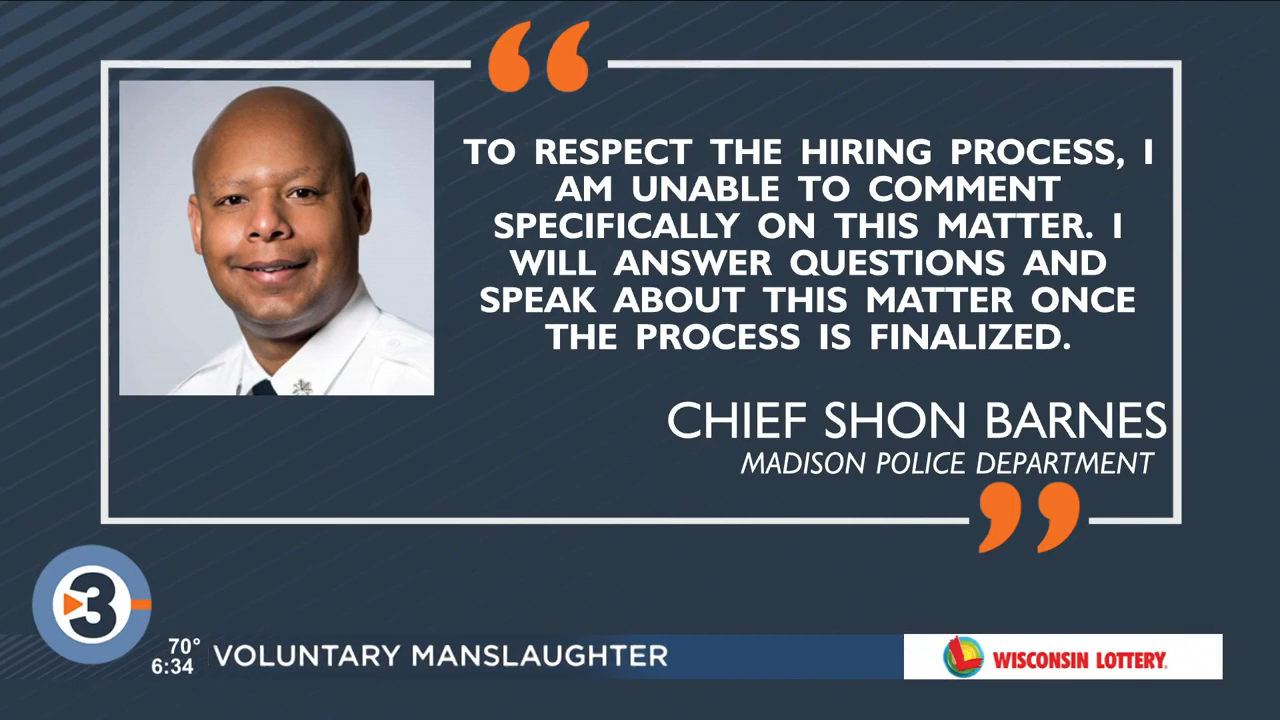 “
TO RESPECT THE HIRING PROCESS, I
AM UNABLE TO COMMENT
SPECIFICALLY ON THIS MATTER. I
WILL ANSWER QUESTIONS AND
SPEAK ABOUT THIS MATTER ONCE
THE PROCESS IS FINALIZED.
CHIEF SHON BARNES
MADISON POLICE DEPARTMENT
”
3
70°
6:34
VOLUNTARY MANSLAUGHTER
WISCONSIN LOTTERY®